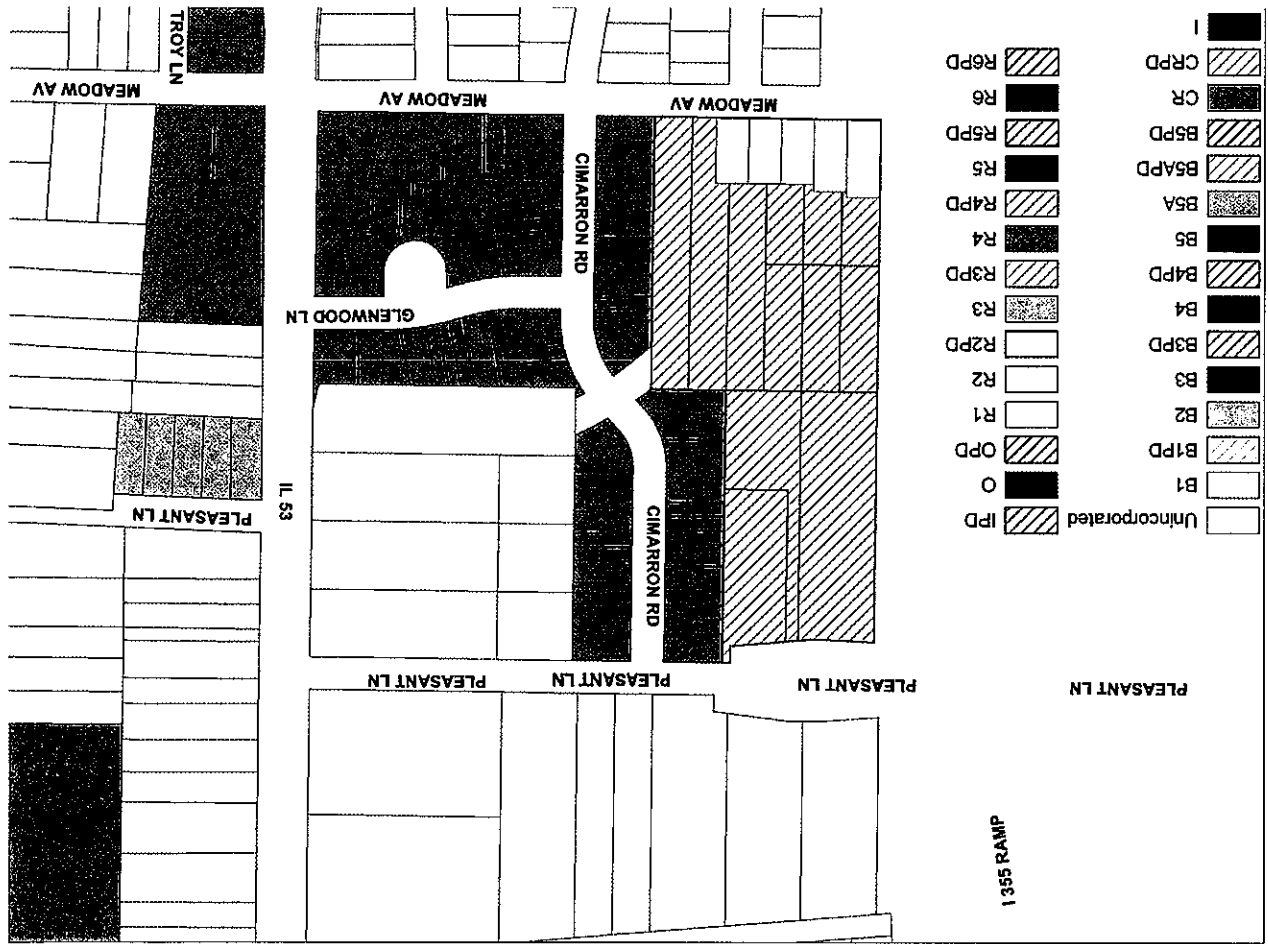 I 355 RAMP
PLEASANT LN
PLEASANT LN
PLEASANT LN
PLEASANT LN
CIMARRON RD
PLEASANT LN
IL 53
GLENWOOD LN
CIMARRON RD
MEADOW AV
MEADOW AV
MEADOW AV
TROY LN
Unincorporated
B1
B1PD
B2
B3
B3PD
B4
B4PD
B5
B5A
B5APD
B5PD
CR
CRPD
I
IPD
O
OPD
R1
R2
R2PD
R3
R3PD
R4
R4PD
R5
R5PD
R6
R6PD